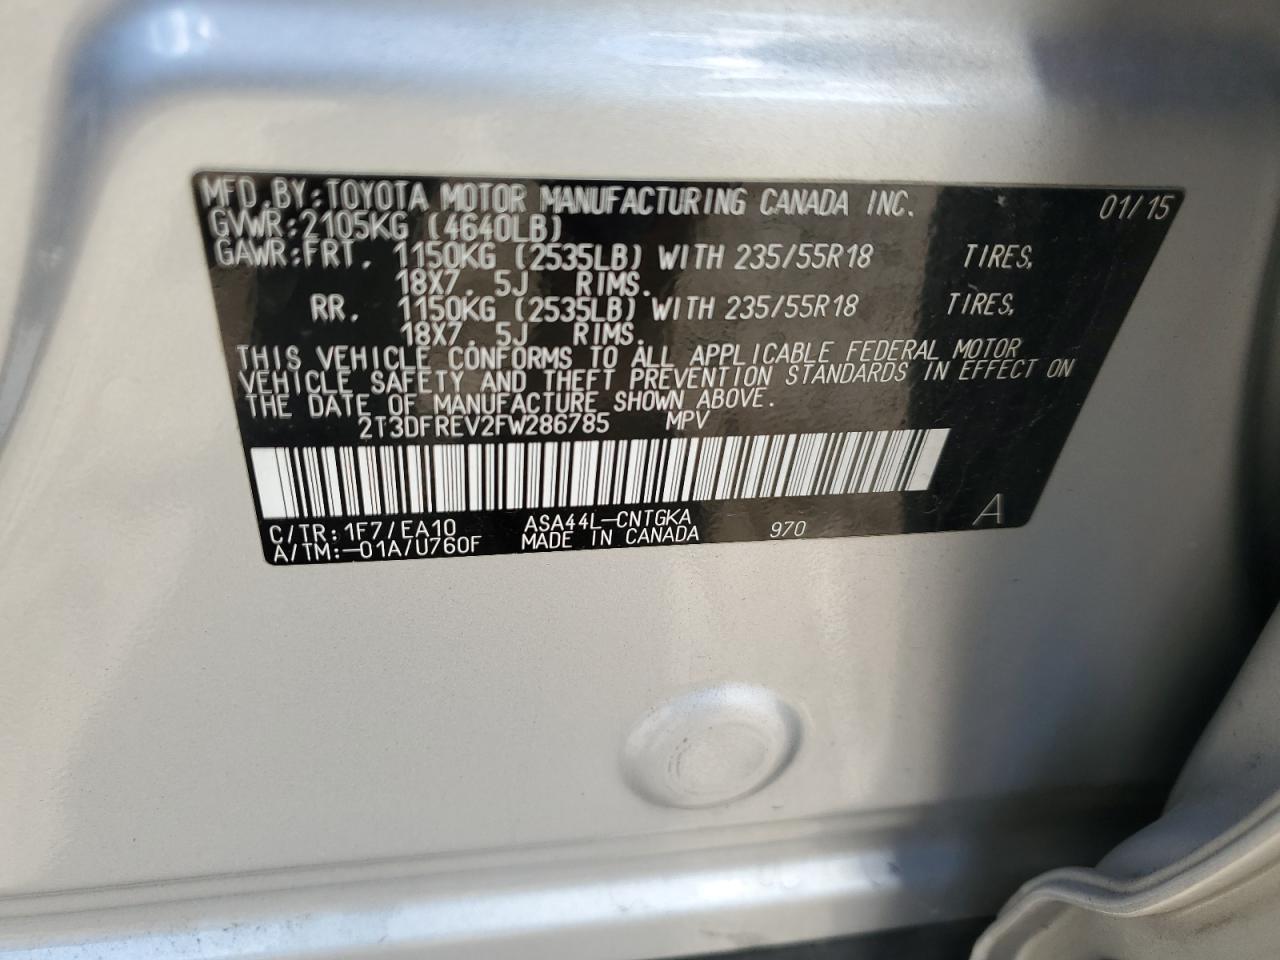 MFD.BY:TOYOTA MOTOR MANUFACTURING CANADA INC. 01/15
GVWR:2105KG (4640LB)
GAWR:FRT. 1150KG (2535LB) WITH 235/55R18 TIRES,
18X7.5J RIMS.
RR. 1150KG (2535LB) WITH 235/55R18 TIRES,
18X7.5J RIMS.
THIS VEHICLE CONFORMS TO ALL APPLICABLE FEDERAL MOTOR
VEHICLE SAFETY AND THEFT PREVENTION STANDARDS IN EFFECT ON
THE DATE OF MANUFACTURE SHOWN ABOVE.
2T3DFREV2FW286785 MPV
C/TR:1F7/EA10 ASA44L-CNTGKA 970 A
A/TM:-01A/U760F MADE IN CANADA